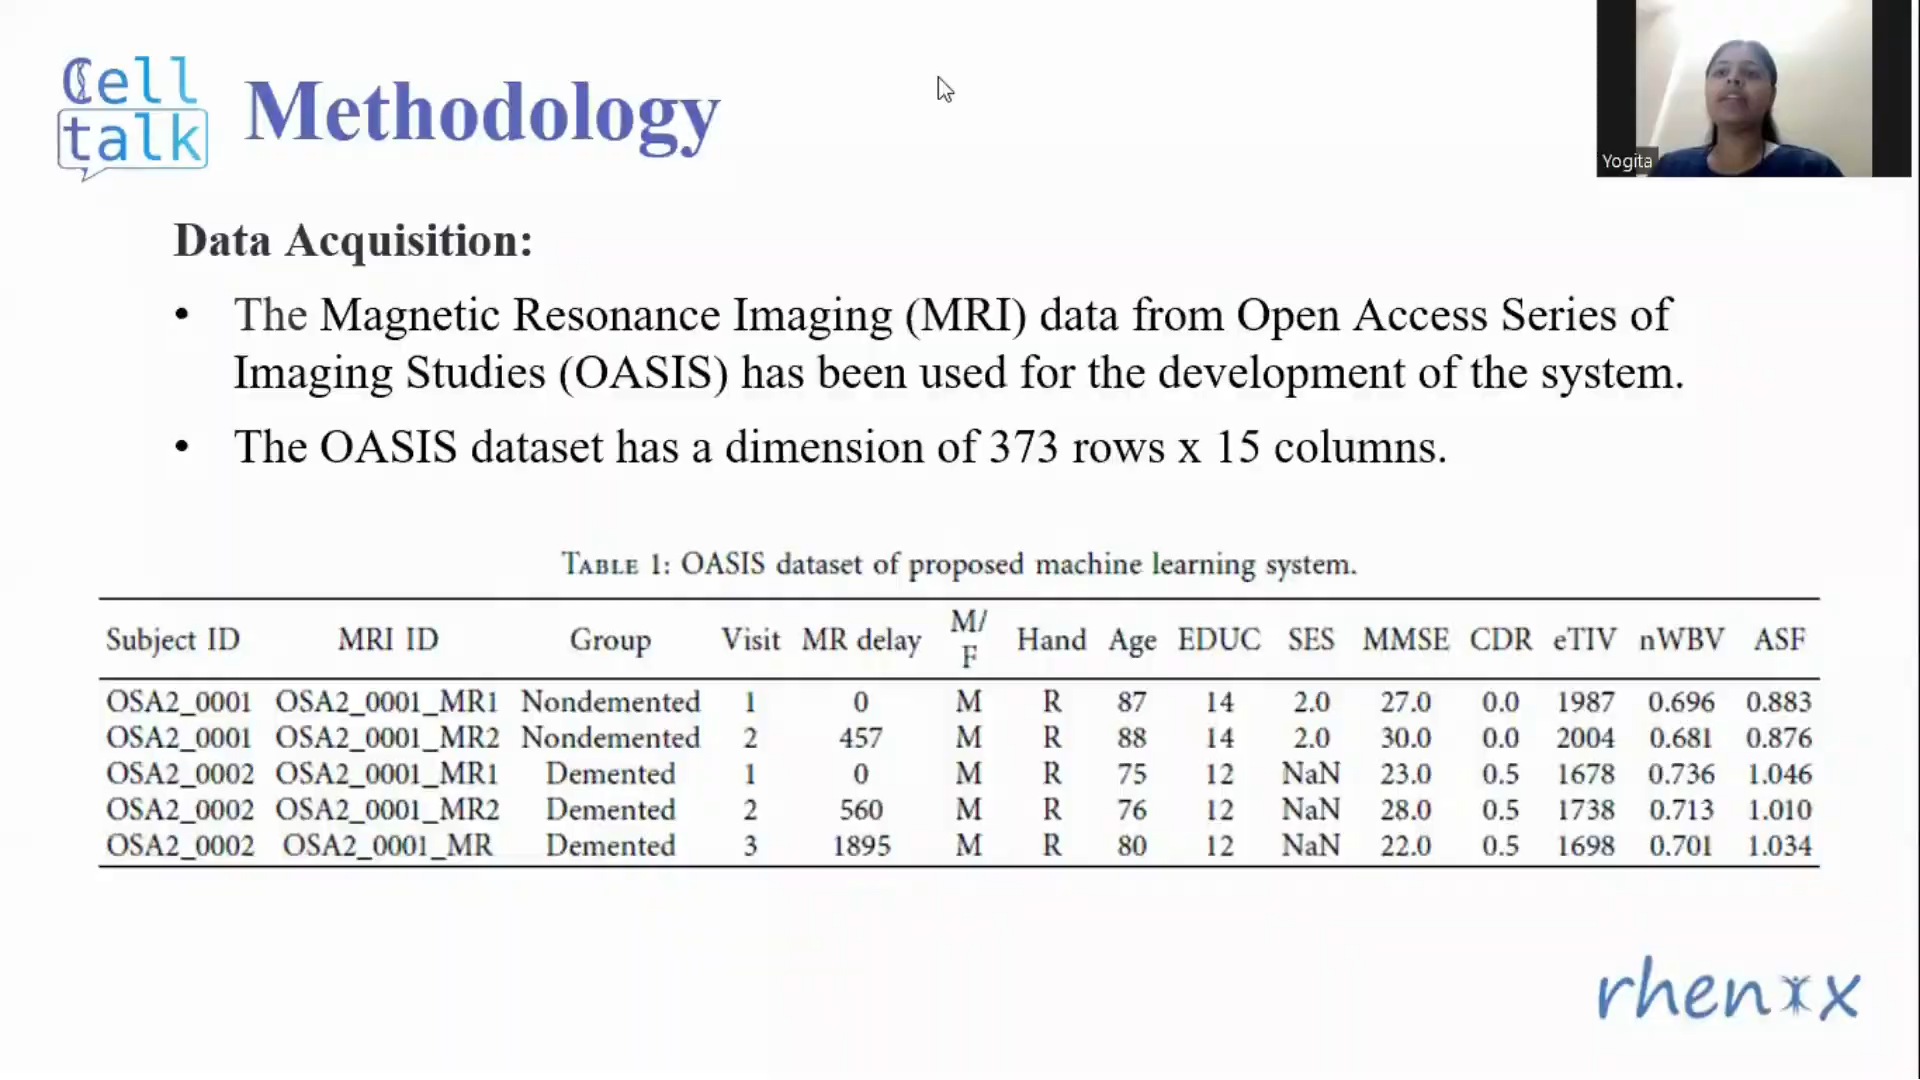 Cell
talk
Methodology
Yogita
Data Acquisition:
• The Magnetic Resonance Imaging (MRI) data from Open Access Series of
Imaging Studies (OASIS) has been used for the development of the system.
• The OASIS dataset has a dimension of 373 rows x 15 columns.
TABLE 1: OASIS dataset of proposed machine learning system.
Subject ID MRI ID Group Visit MR delay M/F Hand Age EDUC SES MMSE CDR eTIV nWBV ASF
OSA2_0001 OSA2_0001_MR1 Nondemented 1 0 M R 87 14 2.0 27.0 0.0 1987 0.696 0.883
OSA2_0001 OSA2_0001_MR2 Nondemented 2 457 M R 88 14 2.0 30.0 0.0 2004 0.681 0.876
OSA2_0002 OSA2_0001_MR1 Demented 1 0 M R 75 12 NaN 23.0 0.5 1678 0.736 1.046
OSA2_0002 OSA2_0001_MR2 Demented 2 560 M R 76 12 NaN 28.0 0.5 1738 0.713 1.010
OSA2_0002 OSA2_0001_MR Demented 3 1895 M R 80 12 NaN 22.0 0.5 1698 0.701 1.034
rhenix